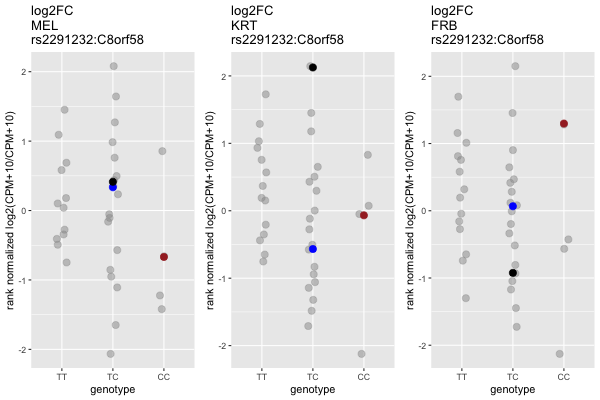 log2FC
MEL
rs2291232:C8orf58
rank normalized log2(CPM+10/CPM+10)
2
1
0
-1
-2
TT
TC
CC
genotype
log2FC
KRT
rs2291232:C8orf58
rank normalized log2(CPM+10/CPM+10)
2
1
0
-1
-2
TT
TC
CC
genotype
log2FC
FRB
rs2291232:C8orf58
rank normalized log2(CPM+10/CPM+10)
2
1
0
-1
-2
TT
TC
CC
genotype